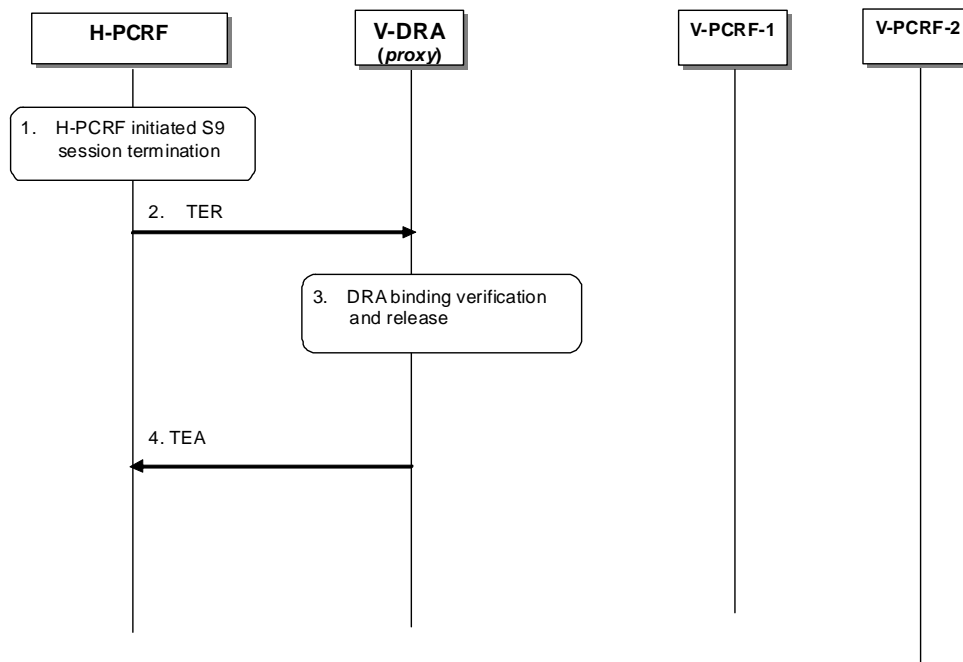 H-PCRF
V-DRA
(proxy)
V-PCRF-1
V-PCRF-2
1. H-PCRF initiated S9
session termination
2. TER
3. DRA binding verification
and release
4. TEA